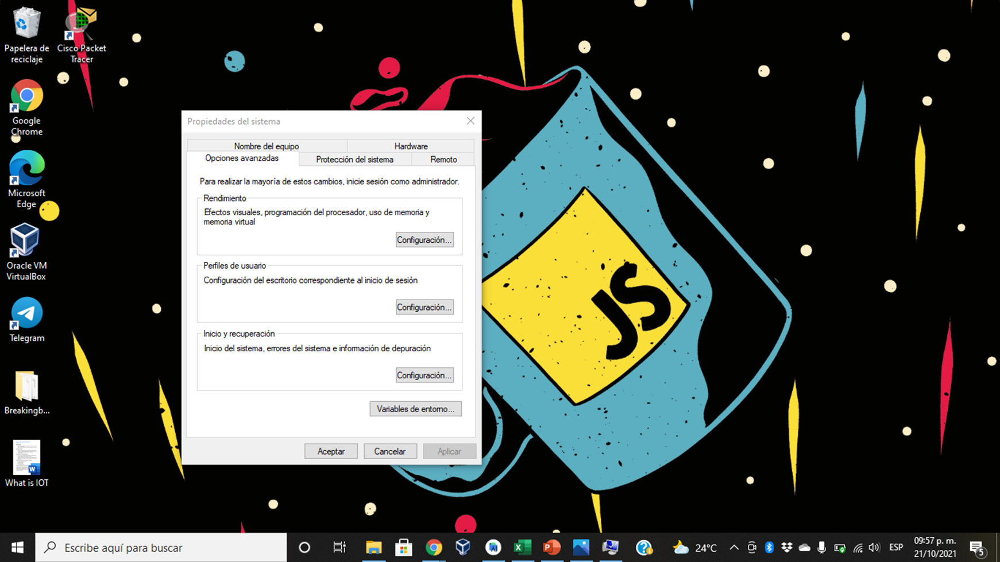 Papelera de
reciclaje
Cisco Packet
Tracer
Google
Chrome
Microsoft
Edge
Oracle VM
VirtualBox
Telegram
Breakingb...
What is IOT
Propiedades del sistema
Nombre del equipo
Hardware
Opciones avanzadas
Protección del sistema
Remoto
Para realizar la mayoría de estos cambios, inicie sesión como administrador.
Rendimiento
Efectos visuales, programación del procesador, uso de memoria y
memoria virtual
Configuración...
Perfiles de usuario
Configuración del escritorio correspondiente al inicio de sesión
Configuración...
Inicio y recuperación
Inicio del sistema, errores del sistema e información de depuración
Configuración...
Variables de entorno...
Aceptar
Cancelar
Aplicar
JS
Escribe aquí para buscar
24°C
ESP
09:57 p. m.
21/10/2021
5